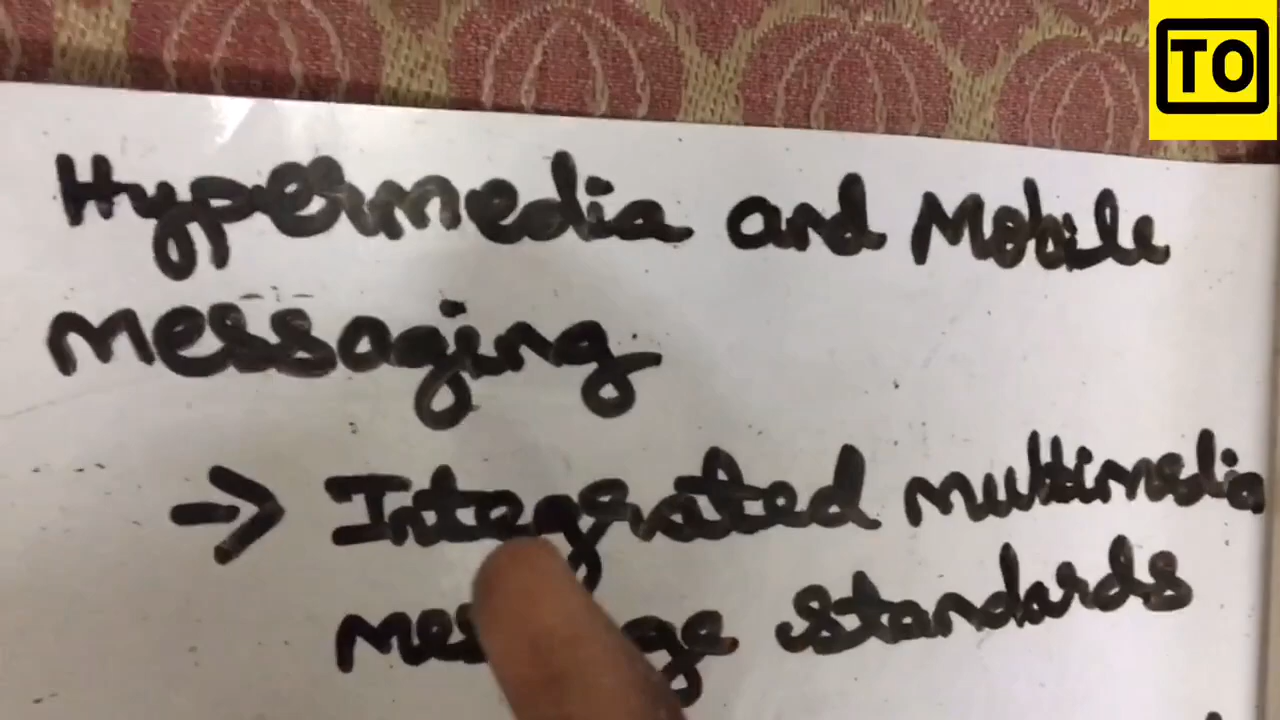 TO
Hypermedia and Mobile
messaging
→ Integrated multimedia
standards